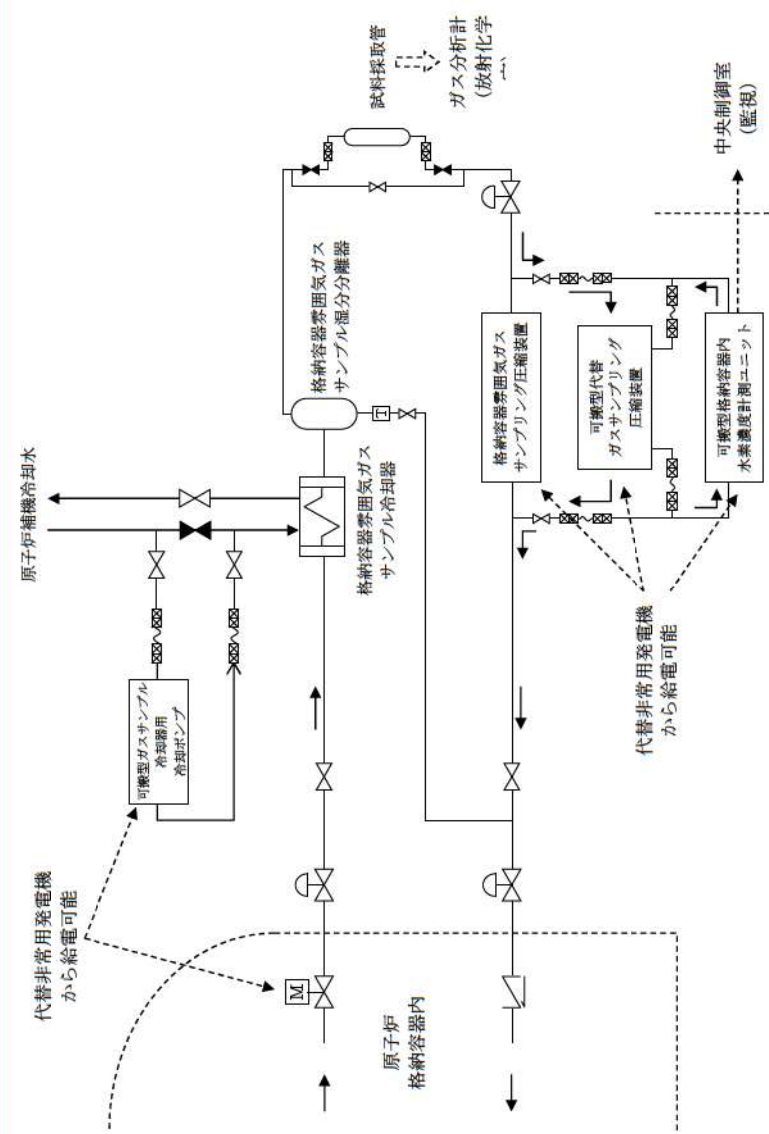 代替非常用発電機
から給電可能
可搬型ガスサンプル
冷却器用
冷却ポンプ
原子炉補機冷却水
M
格納容器雰囲気ガス
サンプル冷却器
格納容器雰囲気ガス
サンプル湿分分離器
T
試料採取管
ガス分析計
(放射化学
原子炉
格納容器内
格納容器雰囲気ガス
サンプリング圧縮装置
可搬型代替
ガスサンプリング
圧縮装置
可搬型格納容器内
水素濃度計測ユニット
代替非常用発電機
から給電可能
中央制御室
(監視)